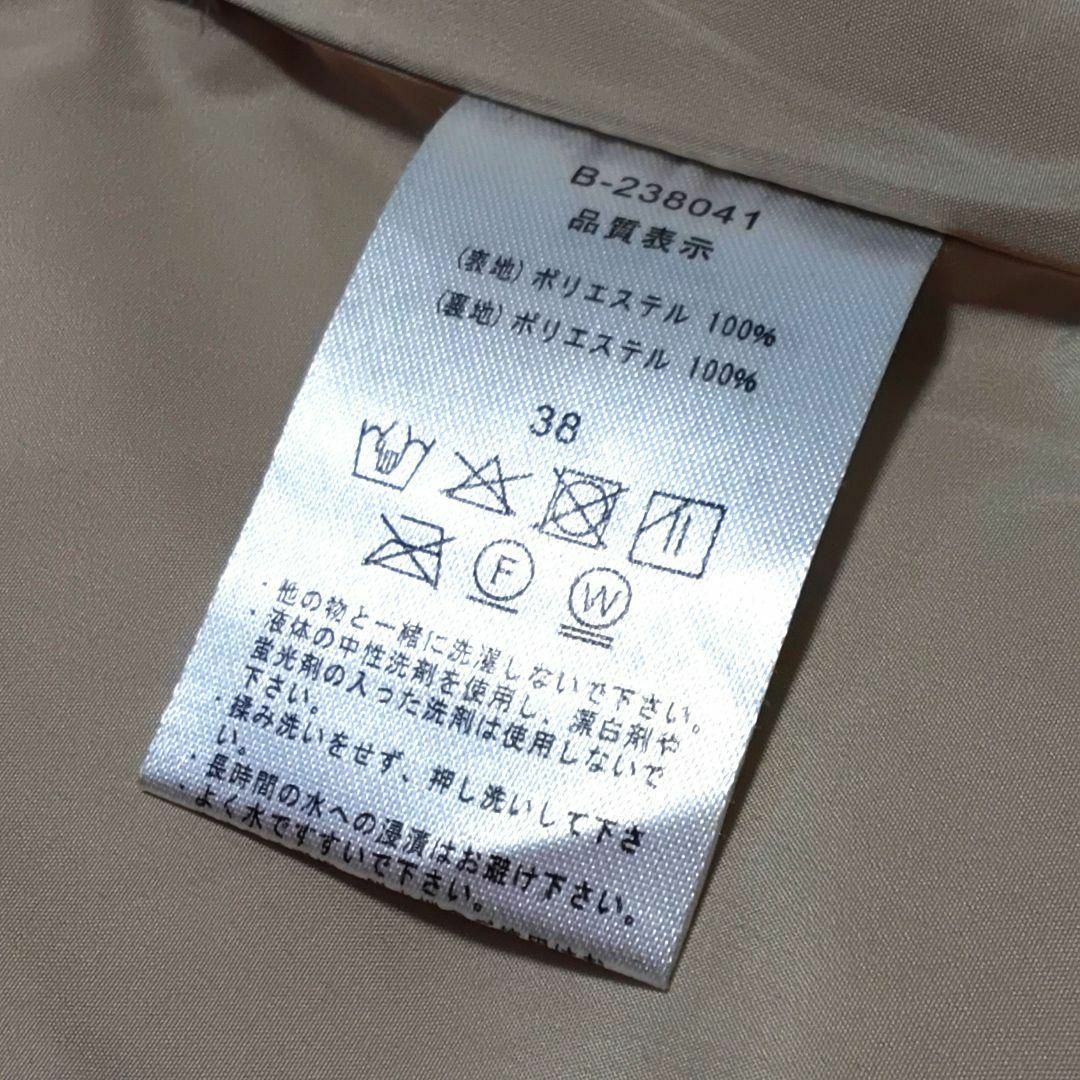 B-238041
品質表示
(表地) ポリエステル 100%
(裏地) ポリエステル 100%
38
F W
・他の物と一緒に洗濯しないで下さい。
・液体の中性洗剤を使用し、漂白剤や
蛍光剤の入った洗剤は使用しないで
下さい。
・揉み洗いをせず、押し洗いして下さ
い。
・長時間の水への浸漬はお避け下さい。
・よく水ですすいで下さい。